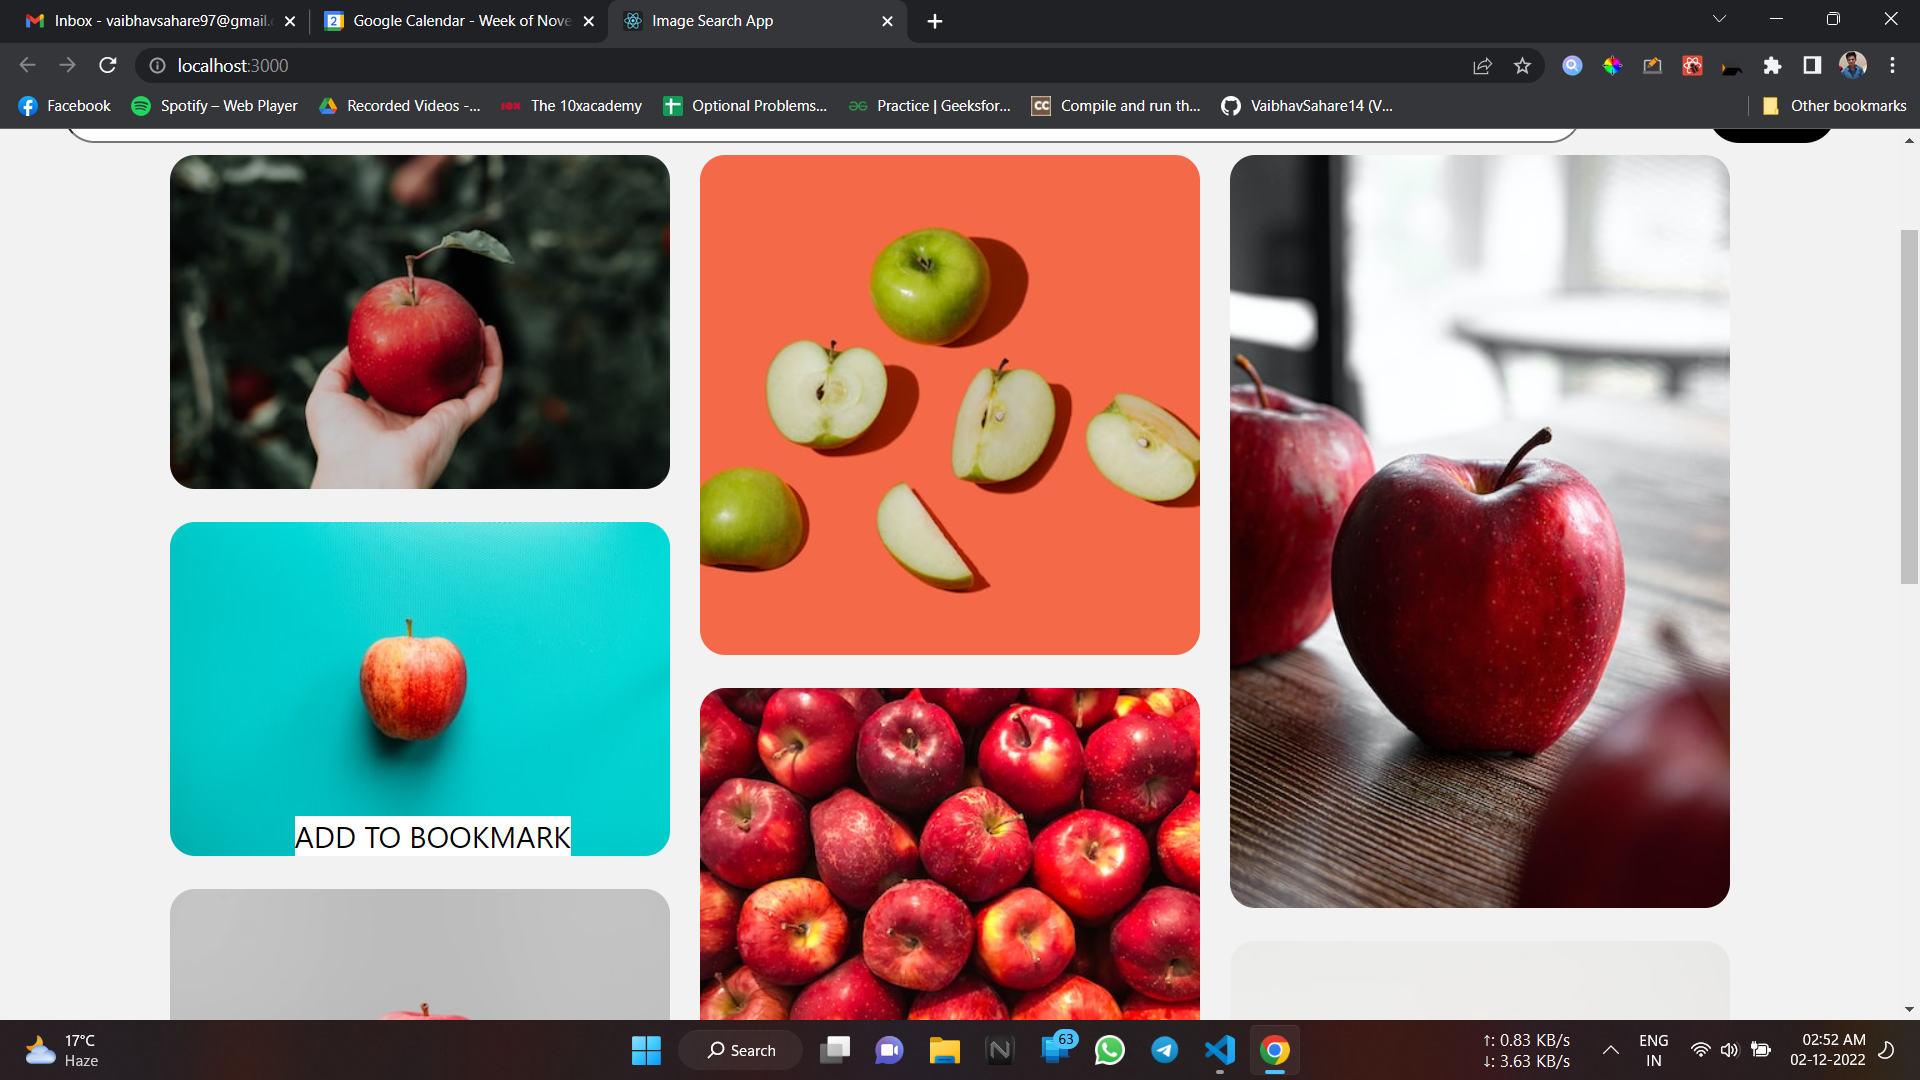 Inbox - vaibhavsahare97@gmail.c
Google Calendar - Week of Nove
Image Search App
localhost:3000
Facebook
Spotify – Web Player
Recorded Videos -...
The 10xacademy
Optional Problems...
Practice | Geeksfor...
CC
Compile and run th...
VaibhavSahare14 (V...
Other bookmarks
ADD TO BOOKMARK
17°C
Haze
Search
63
↑: 0.83 KB/s
↓: 3.63 KB/s
ENG
IN
02:52 AM
02-12-2022